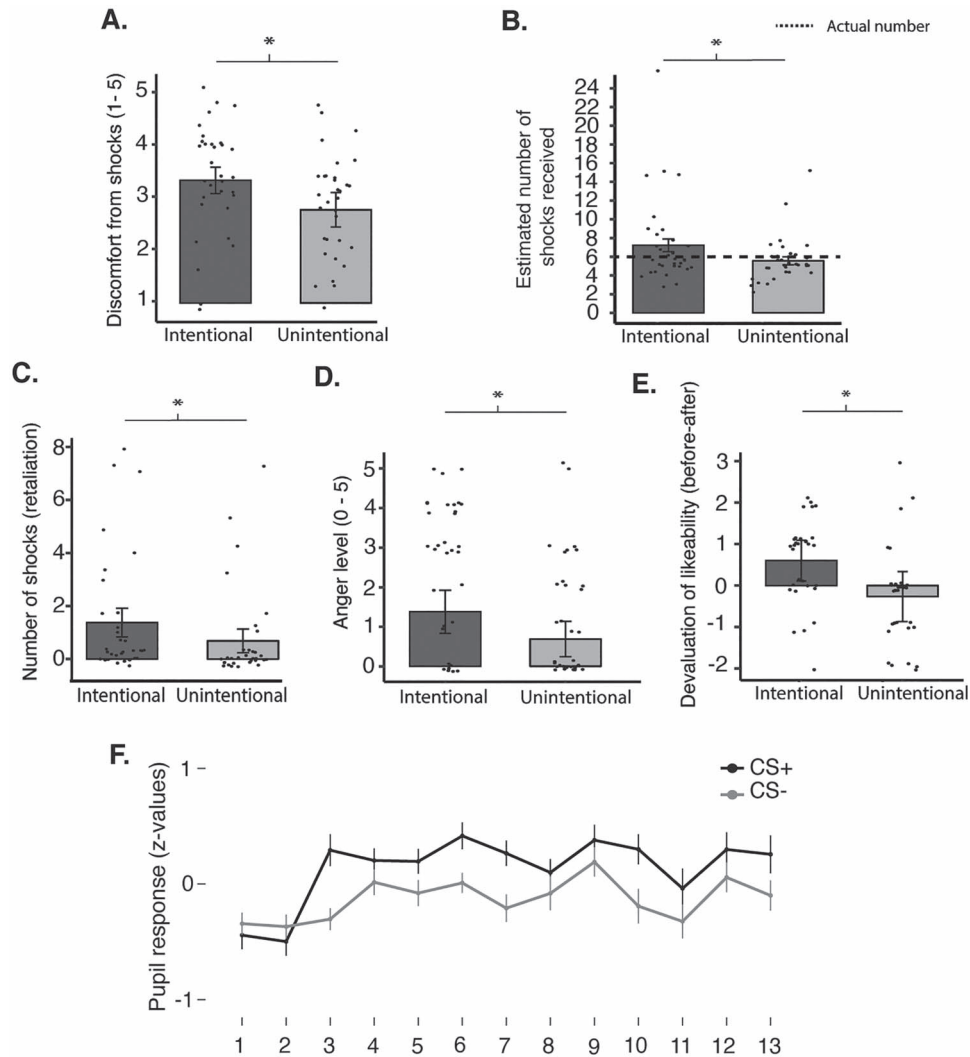 A.
*
Discomfort from shocks (1- 5)
5
4
3
2
1
Intentional Unintentional
B.
Actual number
*
Estimated number of
shocks received
24
22
20
18
16
14
12
10
8
6
4
2
0
Intentional Unintentional
C.
*
Number of shocks (retaliation)
8
6
4
2
0
Intentional Unintentional
D.
*
Anger level (0 - 5)
5
4
3
2
1
0
Intentional Unintentional
E.
*
Devaluation of likeability (before-after)
3
2
1
0
-1
-2
Intentional Unintentional
F.
Pupil response (z-values)
1
0
-1
CS+
CS-
1 2 3 4 5 6 7 8 9 10 11 12 13